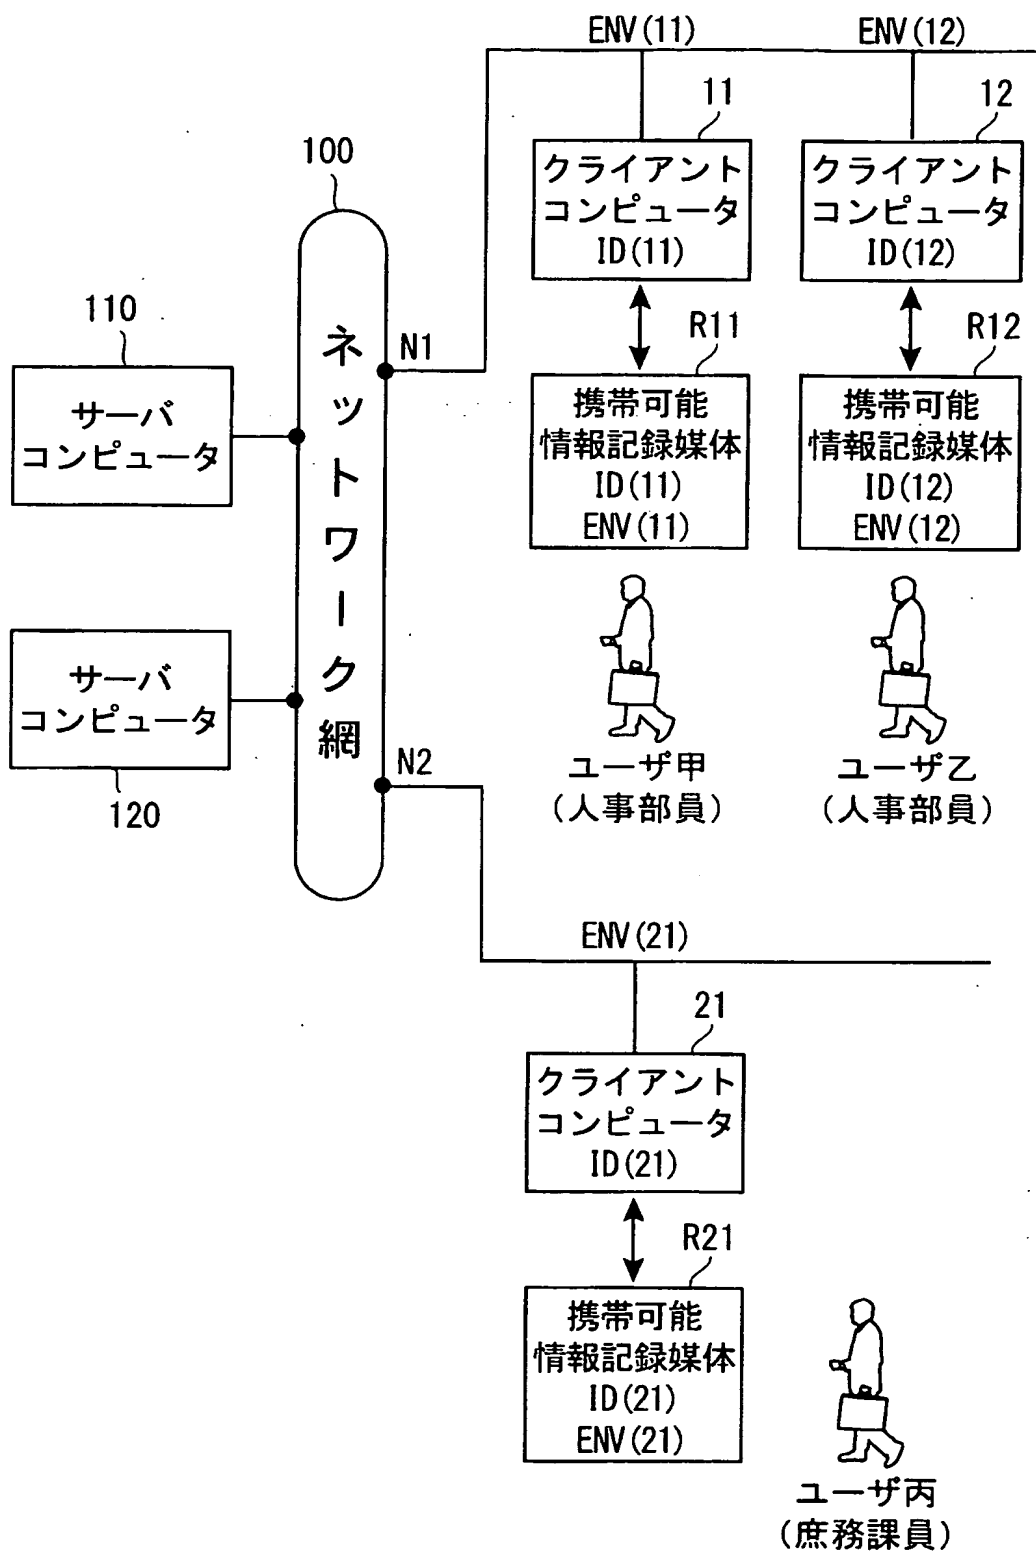 ENV(11)
ENV(12)
11
12
100
クライアント
コンピュータ
ID(11)
クライアント
コンピュータ
ID(12)
110
サーバ
コンピュータ
ネットワーク網
N1
R11
R12
携帯可能
情報記録媒体
ID(11)
ENV(11)
携帯可能
情報記録媒体
ID(12)
ENV(12)
サーバ
コンピュータ
120
N2
ユーザ甲
(人事部員)
ユーザ乙
(人事部員)
ENV(21)
21
クライアント
コンピュータ
ID(21)
R21
携帯可能
情報記録媒体
ID(21)
ENV(21)
ユーザ丙
(庶務課員)